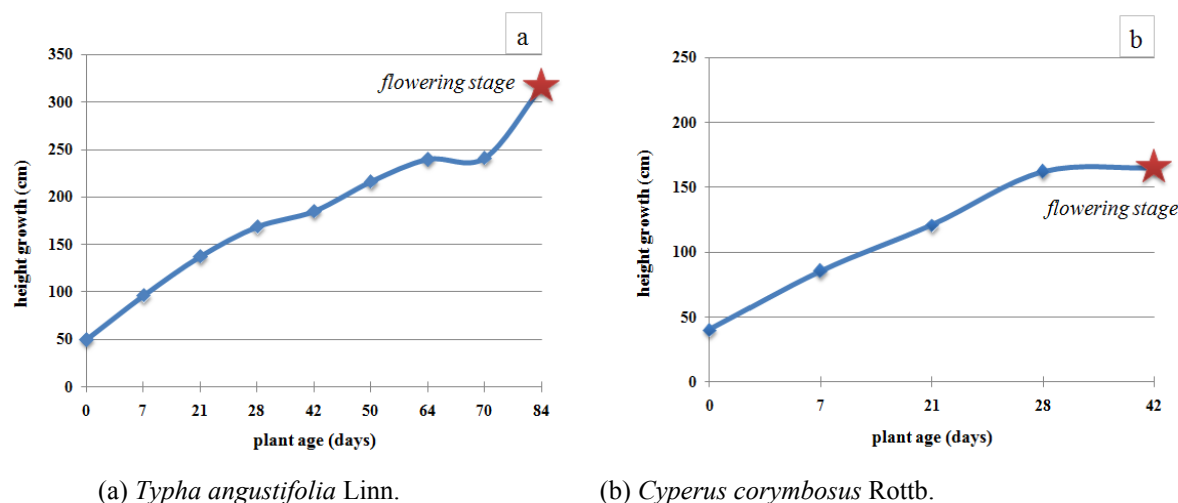 a
350
300
250
200
150
100
50
0
height growth (cm)
flowering stage
0 7 21 28 42 50 64 70 84
plant age (days)
b
250
200
150
100
50
0
height growth (cm)
flowering stage
0 7 21 28 42
plant age (days)
(a) Typha angustifolia Linn.
(b) Cyperus corymbosus Rottb.